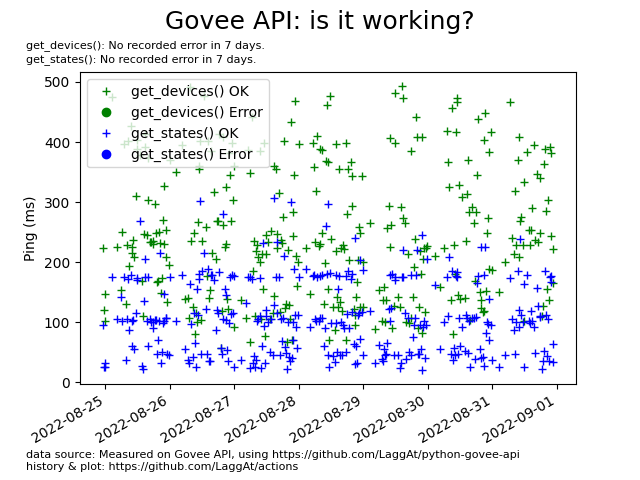 Govee API: is it working?
get_devices(): No recorded error in 7 days.
get_states(): No recorded error in 7 days.
get_devices() OK
get_devices() Error
get_states() OK
get_states() Error
500
400
300
200
100
0
Ping (ms)
2022-08-25
2022-08-26
2022-08-27
2022-08-28
2022-08-29
2022-08-30
2022-08-31
2022-09-01
data source: Measured on Govee API, using https://github.com/LaggAt/python-govee-api
history & plot: https://github.com/LaggAt/actions